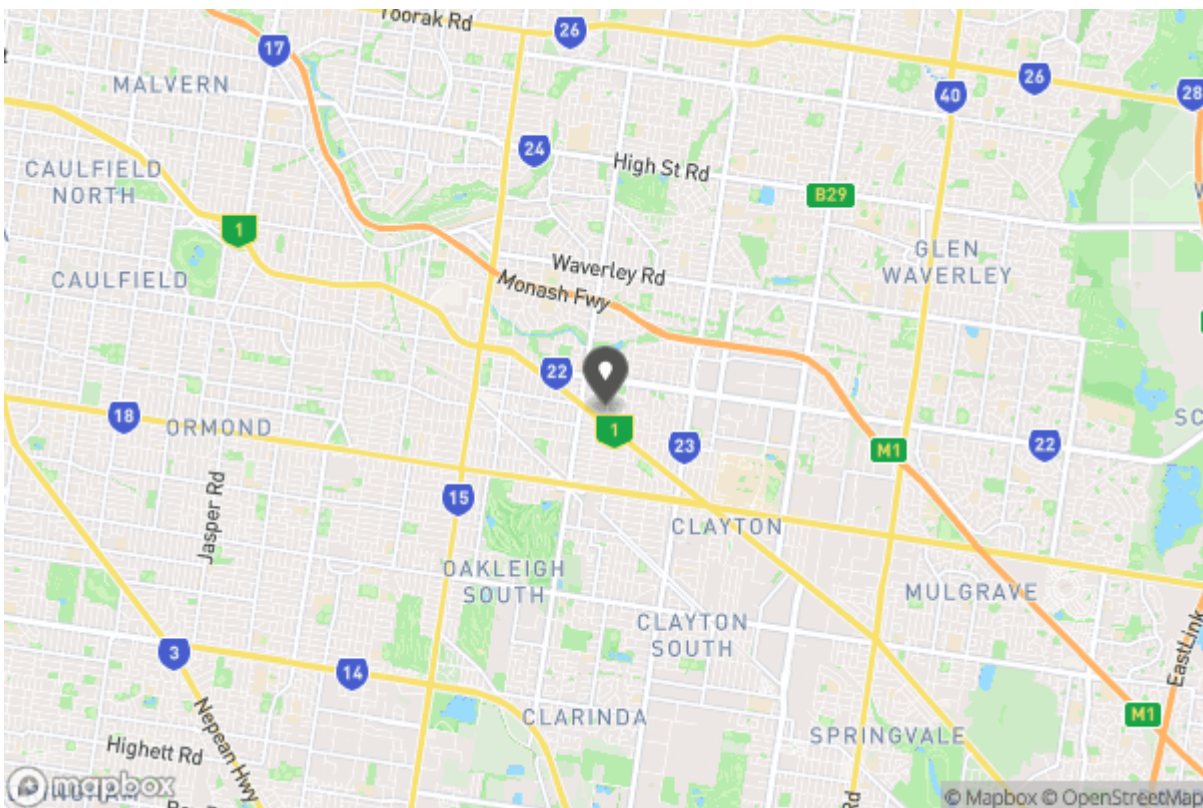 Toorak Rd
26
17
MALVERN
26
40
28
24
High St Rd
CAULFIELD
NORTH
B29
1
GLEN
WAVERLEY
Waverley Rd
CAULFIELD
Monash Fwy
22
18
ORMOND
1
23
M1
22
15
Jasper Rd
CLAYTON
OAKLEIGH
SOUTH
MULGRAVE
CLAYTON
SOUTH
EastLink
3
14
Nepean Hwy
CLARINDA
M1
SPRINGVALE
Highett Rd
Rd
mapbox
© Mapbox © OpenStreetMap